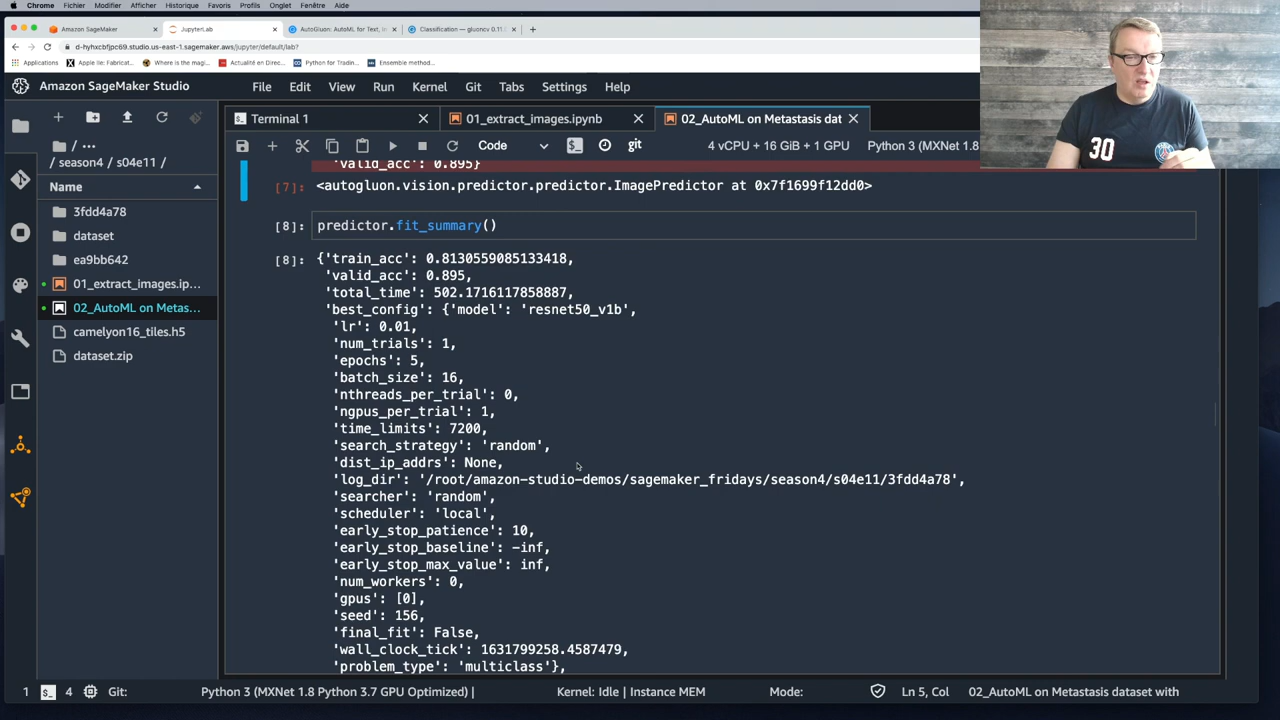 Chrome Fichier Modifier Afficher Historique Favoris Profils Onglet Fenêtre Aide
Amazon SageMaker
JupyterLab
AutoGluon: AutoML for Text, I
Classification — gluoncv 0.11
d-hyhxcbfjpc69.studio.us-east-1.sagemaker.aws/jupyter/default/lab?
Applications
Apple IIe: Fabricat...
Where is the magi...
Actualité en Direc...
Python for Tradin...
Ensemble method...
Amazon SageMaker Studio
File Edit View Run Kernel Git Tabs Settings Help
Terminal 1
01_extract_images.ipynb
02_AutoML on Metastasis dat
/ ...
/ season4 / s04e11 /
Code
git
4 vCPU + 16 GiB + 1 GPU
Python 3 (MXNet 1.8
30
Name
3fdd4a78
dataset
ea9bb642
01_extract_images.ip...
02_AutoML on Metas...
camelyon16_tiles.h5
dataset.zip
'valid_acc': 0.895}
[7]: <autogluon.vision.predictor.predictor.ImagePredictor at 0x7f1699f12dd0>
[8]: predictor.fit_summary()
[8]: {'train_acc': 0.8130559085133418,
'valid_acc': 0.895,
'total_time': 502.1716117858887,
'best_config': {'model': 'resnet50_v1b',
'lr': 0.01,
'num_trials': 1,
'epochs': 5,
'batch_size': 16,
'nthreads_per_trial': 0,
'ngpus_per_trial': 1,
'time_limits': 7200,
'search_strategy': 'random',
'dist_ip_addrs': None,
'log_dir': '/root/amazon-studio-demos/sagemaker_fridays/season4/s04e11/3fdd4a78',
'searcher': 'random',
'scheduler': 'local',
'early_stop_patience': 10,
'early_stop_baseline': -inf,
'early_stop_max_value': inf,
'num_workers': 0,
'gpus': [0],
'seed': 156,
'final_fit': False,
'wall_clock_tick': 1631799258.4587479,
'problem_type': 'multiclass'},
1
4
Git:
Python 3 (MXNet 1.8 Python 3.7 GPU Optimized) |
Kernel: Idle | Instance MEM
Mode:
Ln 5, Col
02_AutoML on Metastasis dataset with